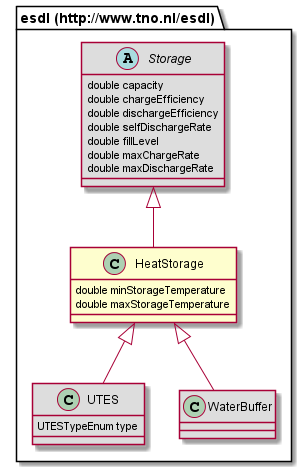 esdl (http://www.tno.nl/esdl)
A Storage
double capacity
double chargeEfficiency
double dischargeEfficiency
double selfDischargeRate
double fillLevel
double maxChargeRate
double maxDischargeRate
C HeatStorage
double minStorageTemperature
double maxStorageTemperature
C UTES
UTESTypeEnum type
C WaterBuffer